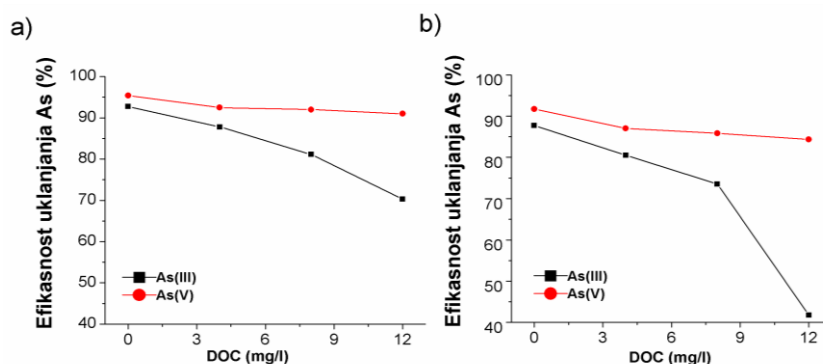 a)
Efikasnost uklanjanja As (%)
100
90
80
70
60
50
40
As(III)
As(V)
0
3
6
9
12
DOC (mg/l)
b)
Efikasnost uklanjanja As (%)
100
90
80
70
60
50
40
As(III)
As(V)
0
3
6
9
12
DOC (mg/l)